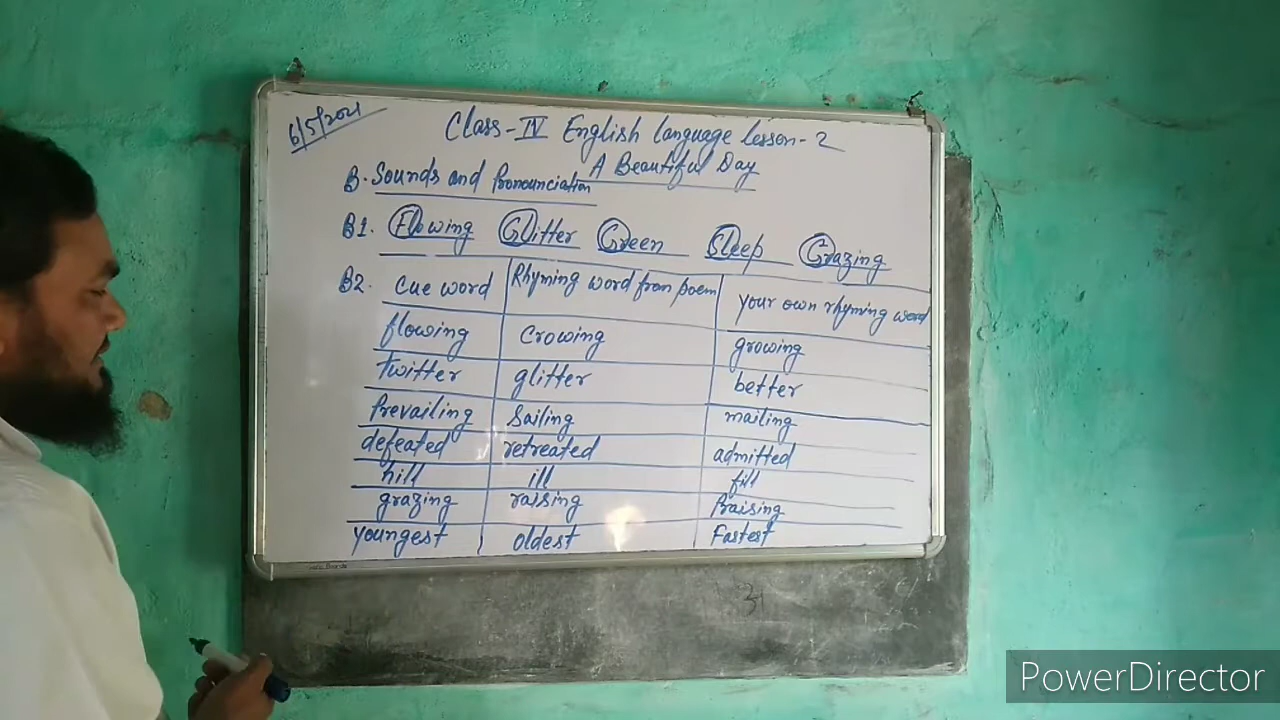 6/5/2021
Class-IV English language lesson-2
A Beautiful Day
B. Sounds and Pronounciation
B1. Flowing Glitter Green Sleep Grazing
B2. Cue word Rhyming word from poem your own rhyming word
flowing Crowing growing
twitter glitter better
Prevailing Sailing mailing
defeated retreated admitted
hill ill fill
grazing raising Praising
youngest oldest Fastest
PowerDirector